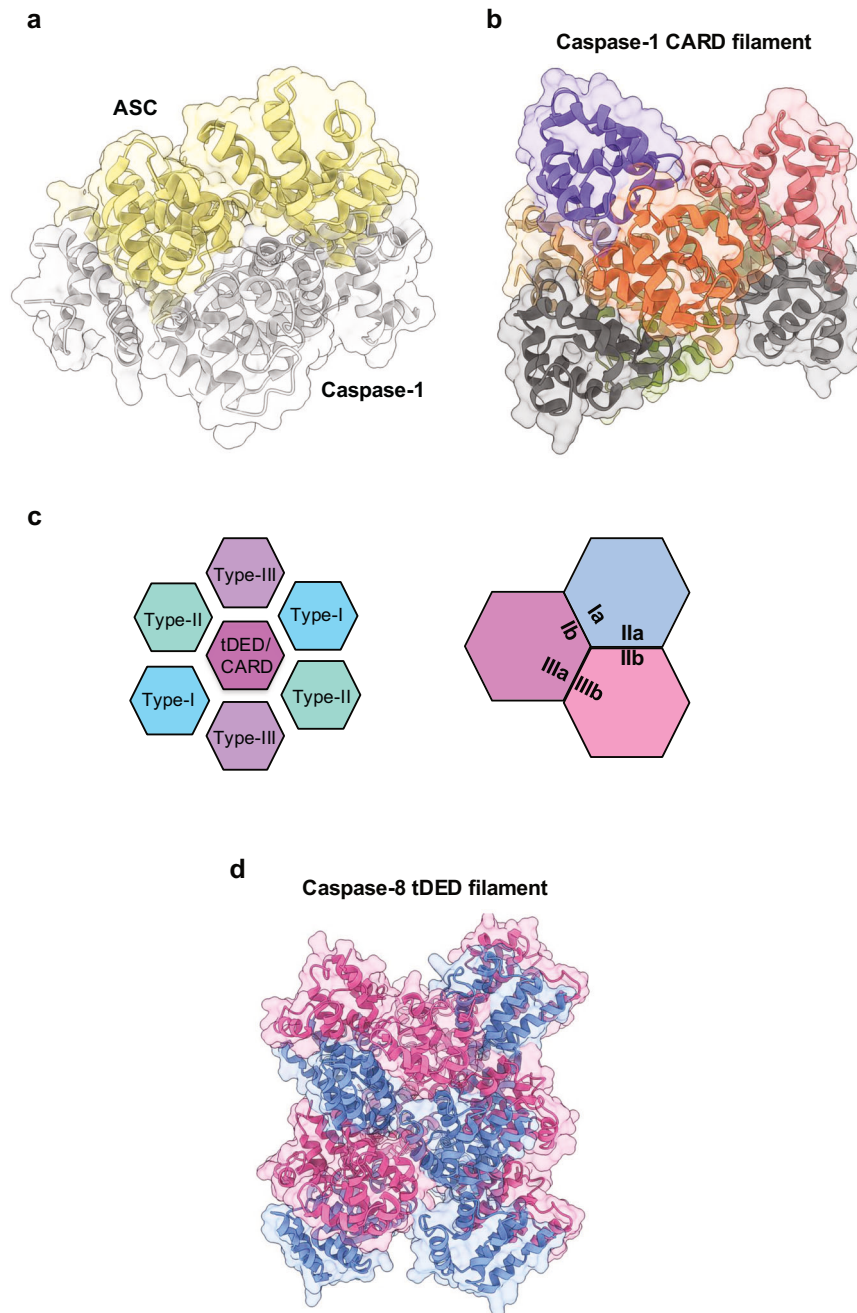 a
ASC
Caspase-1
b
Caspase-1 CARD filament
c
Type-III
Type-II
Type-I
tDED/
CARD
Type-I
Type-II
Type-III
Ia
Ib
IIa
IIb
IIIa
IIIb
d
Caspase-8 tDED filament